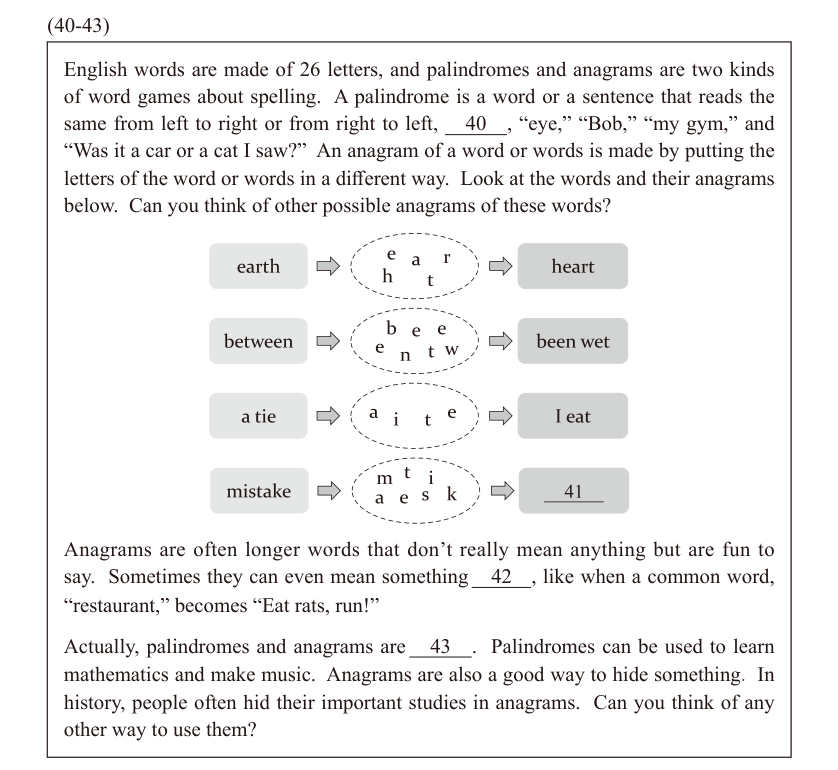 (40-43)
English words are made of 26 letters, and palindromes and anagrams are two kinds
of word games about spelling. A palindrome is a word or a sentence that reads the
same from left to right or from right to left, 40 , “eye,” “Bob,” “my gym,” and
“Was it a car or a cat I saw?” An anagram of a word or words is made by putting the
letters of the word or words in a different way. Look at the words and their anagrams
below. Can you think of other possible anagrams of these words?
earth
e a r
h t
heart
between
b e e
e n t w
been wet
a tie
a i t e
I eat
mistake
m t i
a e s k
41
Anagrams are often longer words that don’t really mean anything but are fun to
say. Sometimes they can even mean something 42 , like when a common word,
“restaurant,” becomes “Eat rats, run!”
Actually, palindromes and anagrams are 43 . Palindromes can be used to learn
mathematics and make music. Anagrams are also a good way to hide something. In
history, people often hid their important studies in anagrams. Can you think of any
other way to use them?